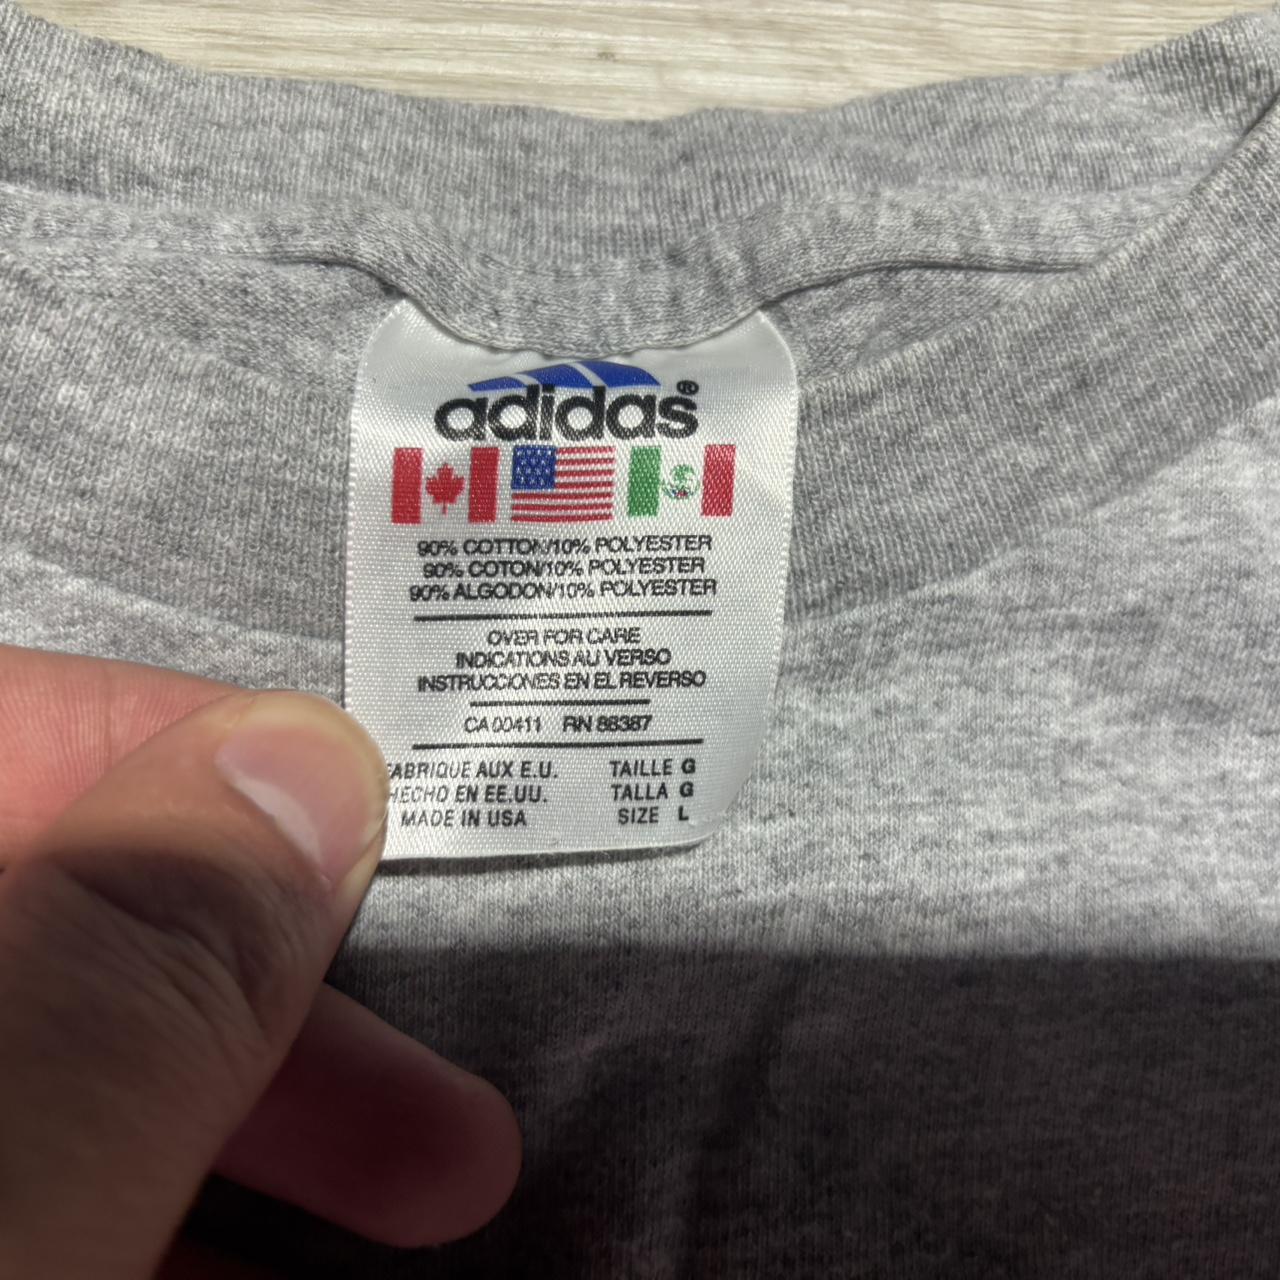 adidas®
90% COTTON/10% POLYESTER
90% COTON/10% POLYESTER
90% ALGODON/10% POLYESTER
OVER FOR CARE
INDICATIONS AU VERSO
INSTRUCCIONES EN EL REVERSO
CA 00411 RN 88387
FABRIQUE AUX E.U. TAILLE G
HECHO EN EE.UU. TALLA G
MADE IN USA SIZE L